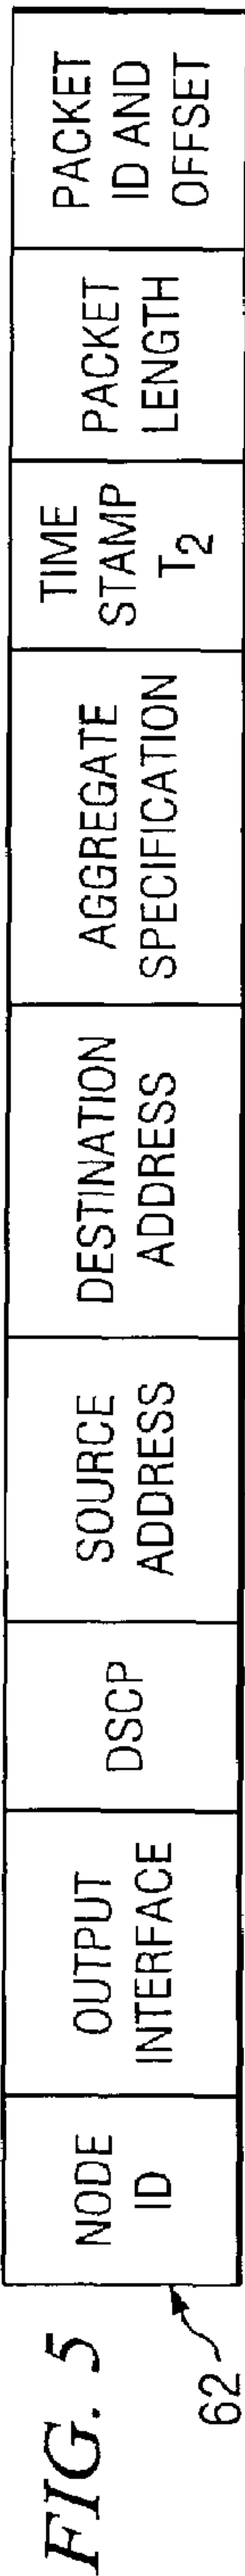 FIG. 5
62
NODE
ID
OUTPUT
INTERFACE
DSCP
SOURCE
ADDRESS
DESTINATION
ADDRESS
AGGREGATE
SPECIFICATION
TIME
STAMP
T2
PACKET
LENGTH
PACKET
ID AND
OFFSET